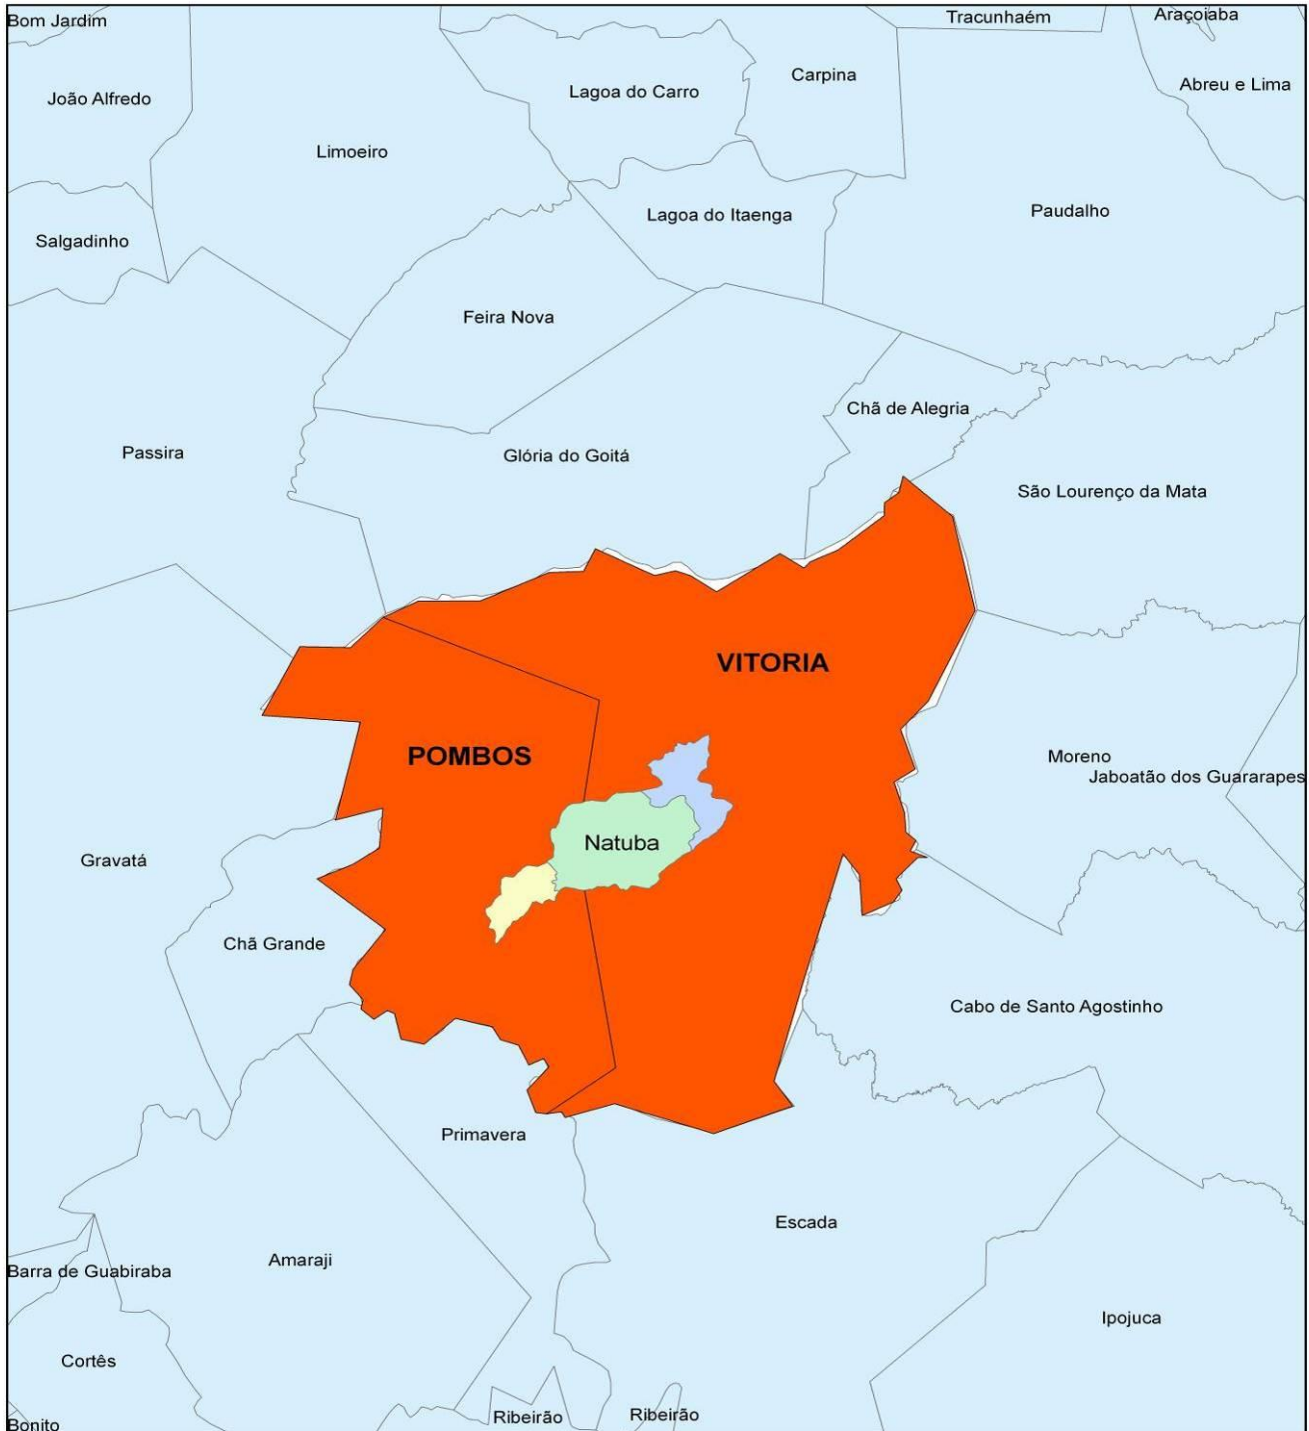 Bom Jardim
Tracunhaém
Araçoiaba
João Alfredo
Lagoa do Carro
Carpina
Abreu e Lima
Limoeiro
Salgadinho
Lagoa do Itaenga
Paudalho
Feira Nova
Chã de Alegria
Passira
Glória do Goitá
São Lourenço da Mata
VITORIA
POMBOS
Moreno
Jaboatão dos Guararapes
Natuba
Gravatá
Chã Grande
Cabo de Santo Agostinho
Primavera
Escada
Amaraji
Barra de Guabiraba
Ipojuca
Cortês
Ribeirão
Ribeirão
Bonito